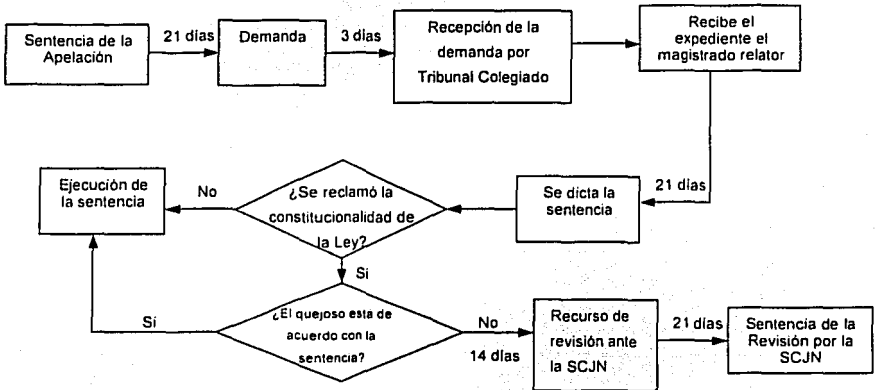 Sentencia de la
Apelación
21 días
Demanda
3 días
Recepción de la
demanda por
Tribunal Colegiado
Recibe el
expediente el
magistrado relator
21 días
Se dicta la
sentencia
¿Se reclamó la
constitucionalidad de
la Ley?
No
Ejecución de
la sentencia
Si
¿El quejoso esta de
acuerdo con la
sentencia?
Sí
No
14 días
Recurso de
revisión ante
la SCJN
21 días
Sentencia de la
Revisión por la
SCJN